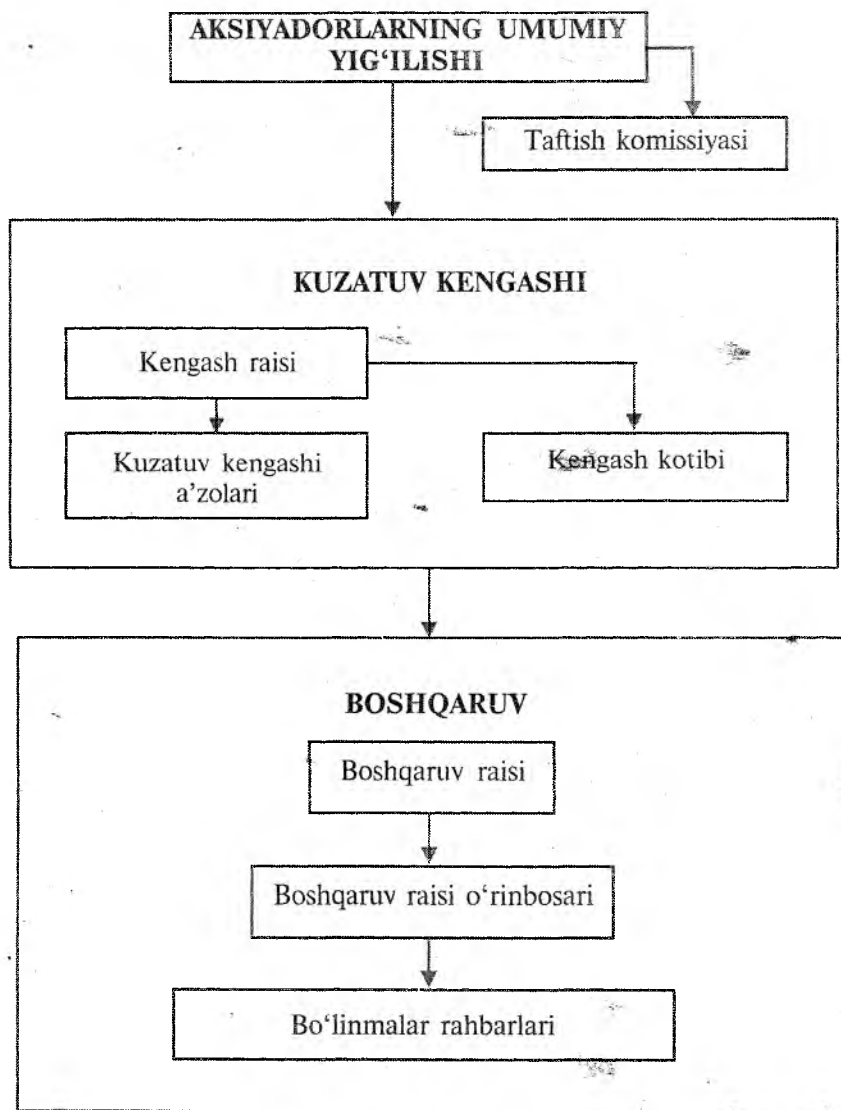 AKSIYADORLARNING UMUMIY
YIG‘ILISHI
Taftish komissiyasi
KUZATUV KENGASHI
Kengash raisi
Kuzatuv kengashi
a’zolari
Kengash kotibi
BOSHQARUV
Boshqaruv raisi
Boshqaruv raisi o‘rinbosari
Bo‘linmalar rahbarlari